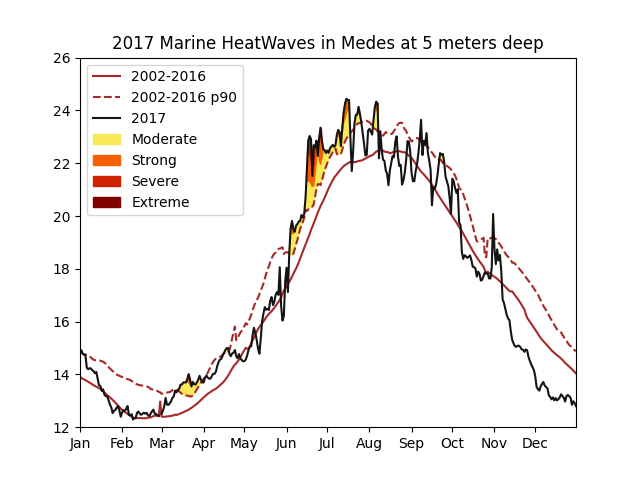 2017 Marine HeatWaves in Medes at 5 meters deep
26
24
22
20
18
16
14
12
2002-2016
2002-2016 p90
2017
Moderate
Strong
Severe
Extreme
Jan Feb Mar Apr May Jun Jul Aug Sep Oct Nov Dec